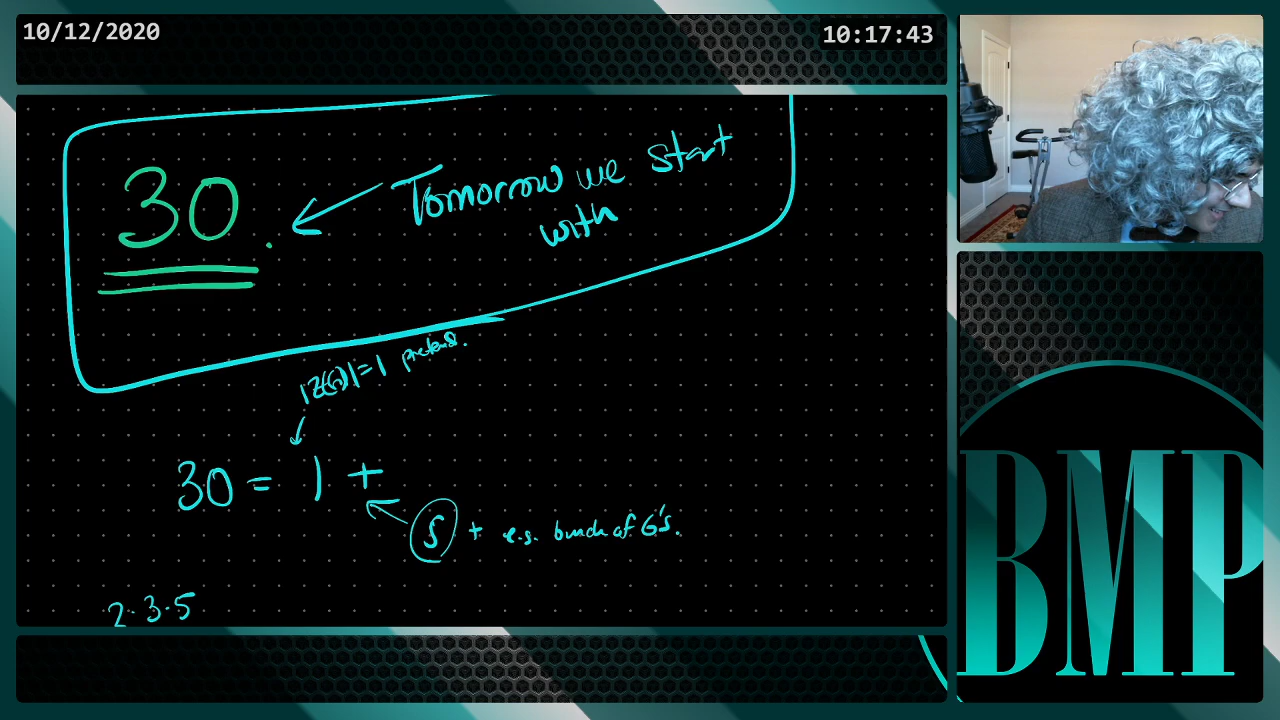 10/12/2020
10:17:43
30. ← Tomorrow we start
with
|Z(G)|=1 pretend.
30 = 1 +
5 + e.g. bunch of 6's.
2·3·5
BMP